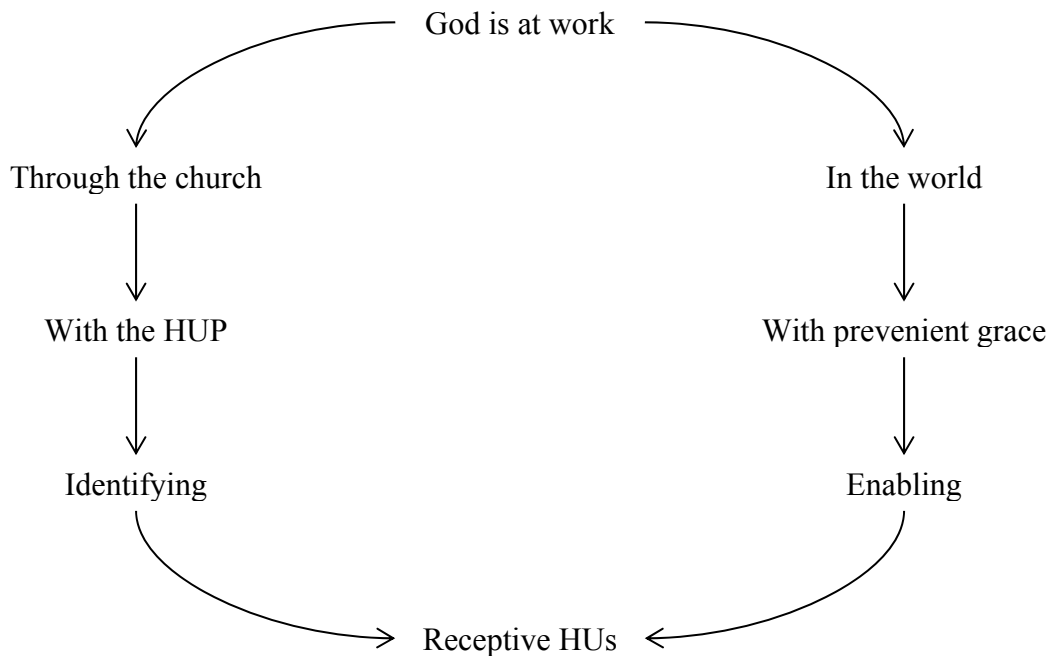 God is at work
Through the church
In the world
With the HUP
With prevenient grace
Identifying
Enabling
Receptive HUs